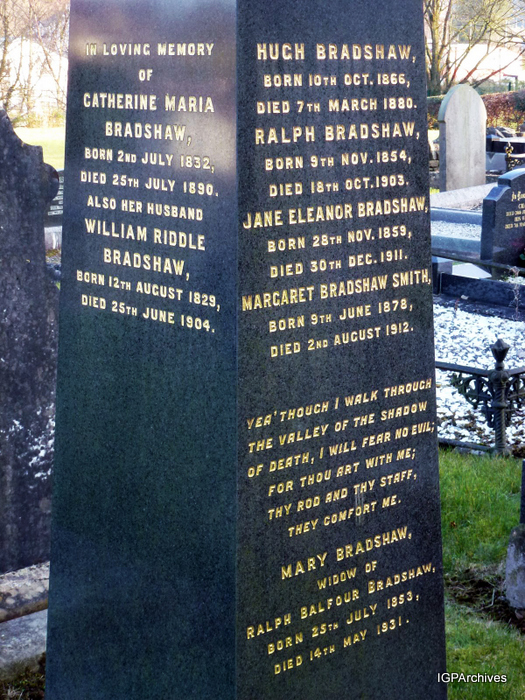 IN LOVING MEMORY
OF
CATHERINE MARIA
BRADSHAW,
BORN 2ND JULY 1832,
DIED 25TH JULY 1890.
ALSO HER HUSBAND
WILLIAM RIDDLE
BRADSHAW,
BORN 12TH AUGUST 1829,
DIED 25TH JUNE 1904.
HUGH BRADSHAW,
BORN 10TH OCT. 1866,
DIED 7TH MARCH 1880.
RALPH BRADSHAW,
BORN 9TH NOV. 1854,
DIED 18TH OCT. 1903.
JANE ELEANOR BRADSHAW,
BORN 28TH NOV. 1859,
DIED 30TH DEC. 1911.
MARGARET BRADSHAW SMITH,
BORN 9TH JUNE 1878,
DIED 2ND AUGUST 1912.
YEA' THOUGH I WALK THROUGH
THE VALLEY OF THE SHADOW
OF DEATH, I WILL FEAR NO EVIL;
FOR THOU ART WITH ME;
THY ROD AND THY STAFF,
THEY COMFORT ME.
MARY BRADSHAW,
WIDOW OF
RALPH BALFOUR BRADSHAW,
BORN 25TH JULY 1853,
DIED 14TH MAY 1931.
IGPArchives